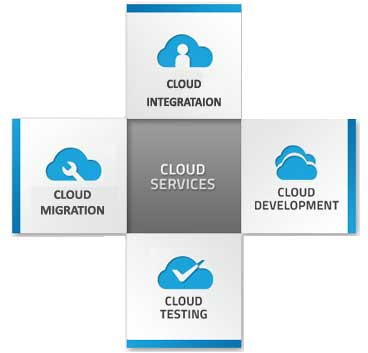 CLOUD
INTEGRATAION
CLOUD
MIGRATION
CLOUD
SERVICES
CLOUD
DEVELOPMENT
CLOUD
TESTING